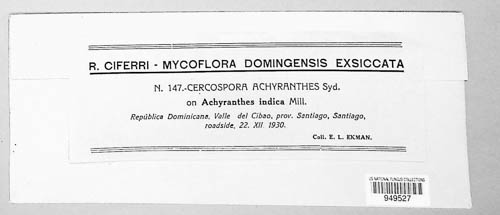 R. CIFERRI - MYCOFLORA DOMINGENSIS EXSICCATA
N. 147.-CERCOSPORA ACHYRANTHES Syd.
on Achyranthes indica Mill.
República Dominicana. Valle del Cibao, prov. Santiago, Santiago,
roadside, 22. XII 1930.
Coll. E. L. EKMAN.
US NATIONAL FUNGUS COLLECTIONS
949527